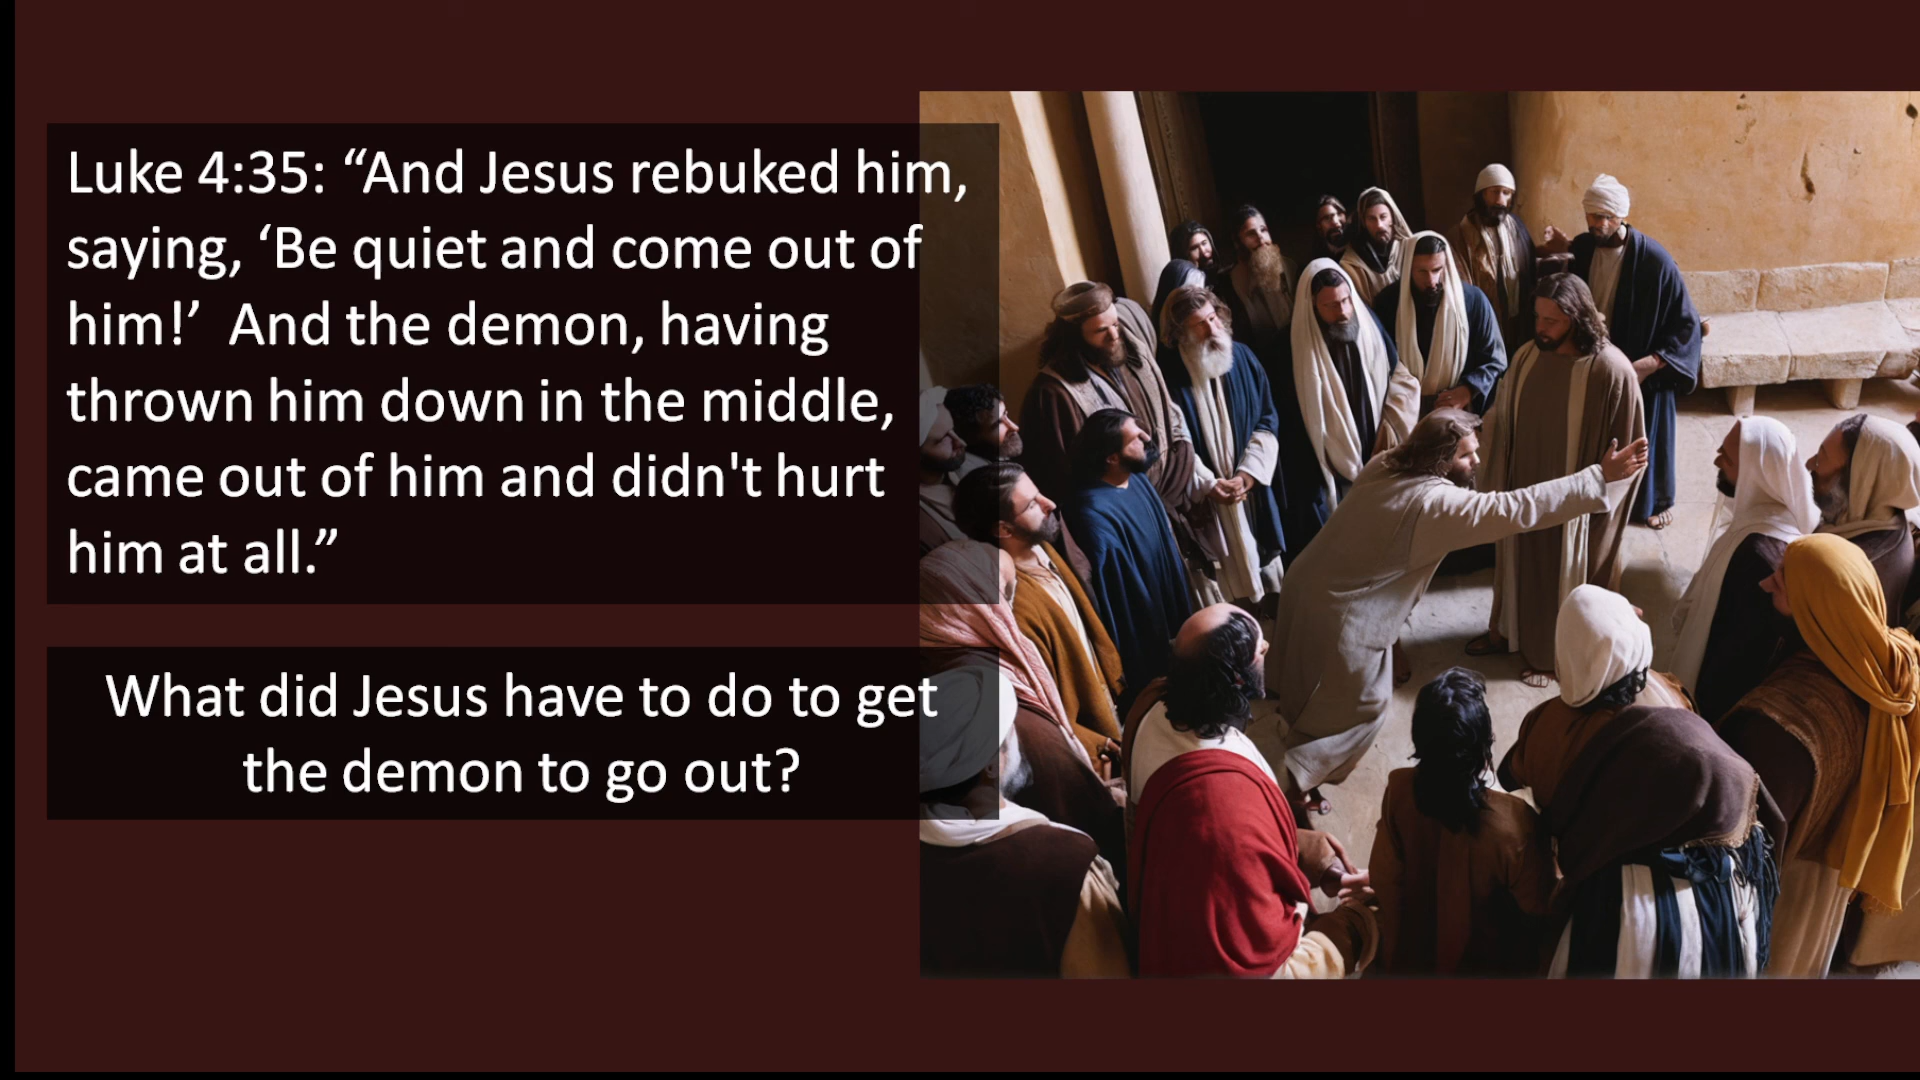 Luke 4:35: “And Jesus rebuked him,
saying, ‘Be quiet and come out of
him!’  And the demon, having
thrown him down in the middle,
came out of him and didn't hurt
him at all.”
What did Jesus have to do to get
the demon to go out?